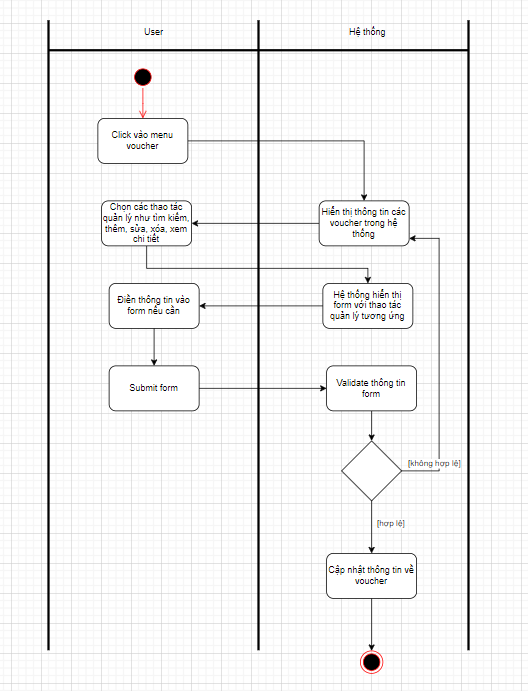 User
Hệ thống
Click vào menu
voucher
Chọn các thao tác
quản lý như tìm kiếm,
thêm, sửa, xóa, xem
chi tiết
Hiển thị thông tin các
voucher trong hệ
thống
Điền thông tin vào
form nếu cần
Hệ thống hiển thị
form với thao tác
quản lý tương ứng
Submit form
Validate thông tin
form
[không hợp lệ]
[hợp lệ]
Cập nhật thông tin về
voucher